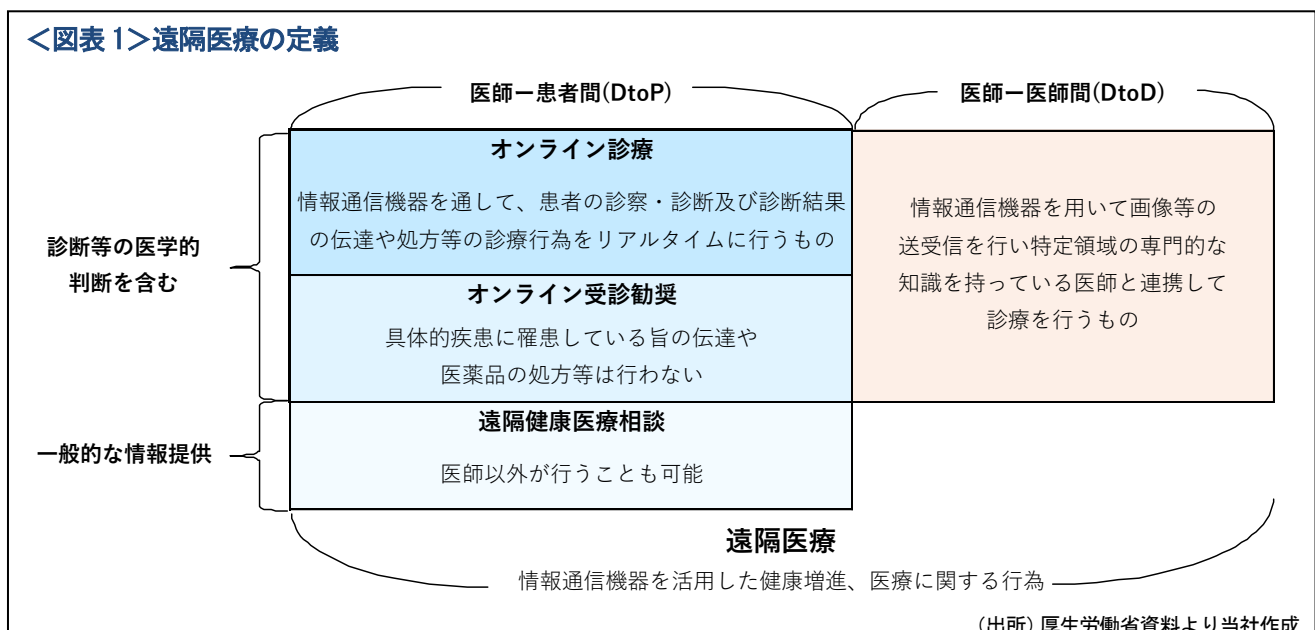 ＜図表 1＞遠隔医療の定義
医師ー患者間(DtoP)
医師ー医師間(DtoD)
診断等の医学的
判断を含む
オンライン診療
情報通信機器を通して、患者の診察・診断及び診断結果
の伝達や処方等の診療行為をリアルタイムに行うもの
オンライン受診勧奨
具体的疾患に罹患している旨の伝達や
医薬品の処方等は行わない
情報通信機器を用いて画像等の
送受信を行い特定領域の専門的な
知識を持っている医師と連携して
診療を行うもの
一般的な情報提供
遠隔健康医療相談
医師以外が行うことも可能
遠隔医療
情報通信機器を活用した健康増進、医療に関する行為
(出所) 厚生労働省資料より当社作成